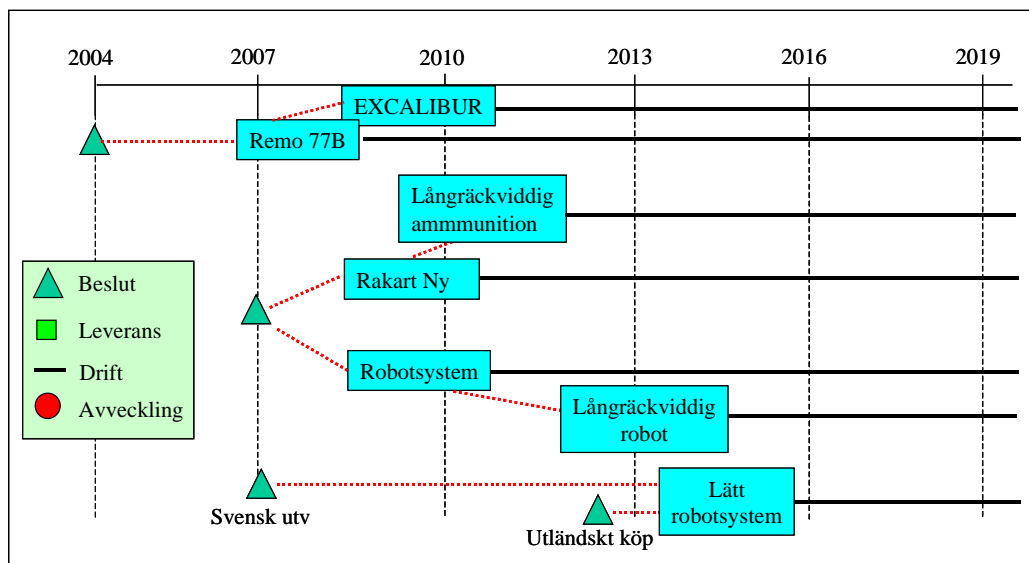 2004 2007 2010 2013 2016 2019
EXCALIBUR
Remo 77B
Långräckviddig
ammmunition
Beslut
Rakart Ny
Leverans
Drift
Robotsystem
Avveckling
Långräckviddig
robot
Lätt
robotsystem
Svensk utv
Utländskt köp